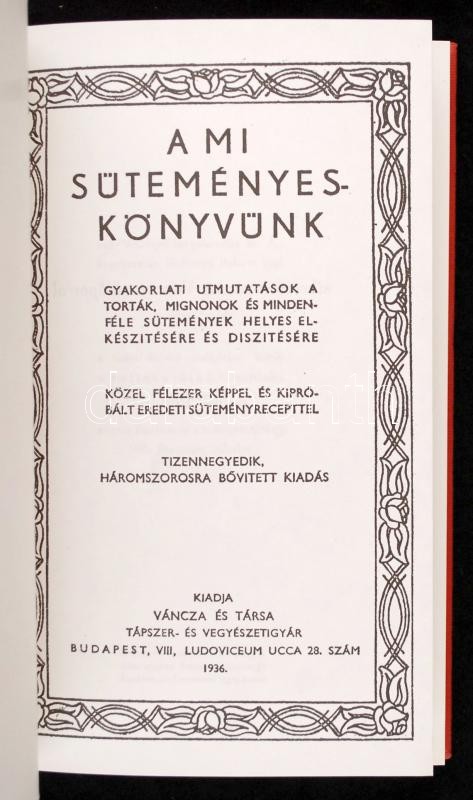 A MI
SÜTEMÉNYES-
KÖNYVÜNK
GYAKORLATI UTMUTATÁSOK A
TORTÁK, MIGNONOK ÉS MINDEN-
FÉLE SÜTEMÉNYEK HELYES EL-
KÉSZITÉSÉRE ÉS DISZITÉSÉRE
KÖZEL FÉLEZER KÉPPEL ÉS KIPRÓ-
BÁLT EREDETI SÜTEMÉNYRECEPTTEL
TIZENNEGYEDIK,
HÁROMSZOROSRA BŐVITETT KIADÁS
KIADJA
VÁNCZA ÉS TÁRSA
TÁPSZER- ÉS VEGYÉSZETIGYÁR
BUDAPEST, VIII, LUDOVICEUM UCCA 28. SZÁM
1936.